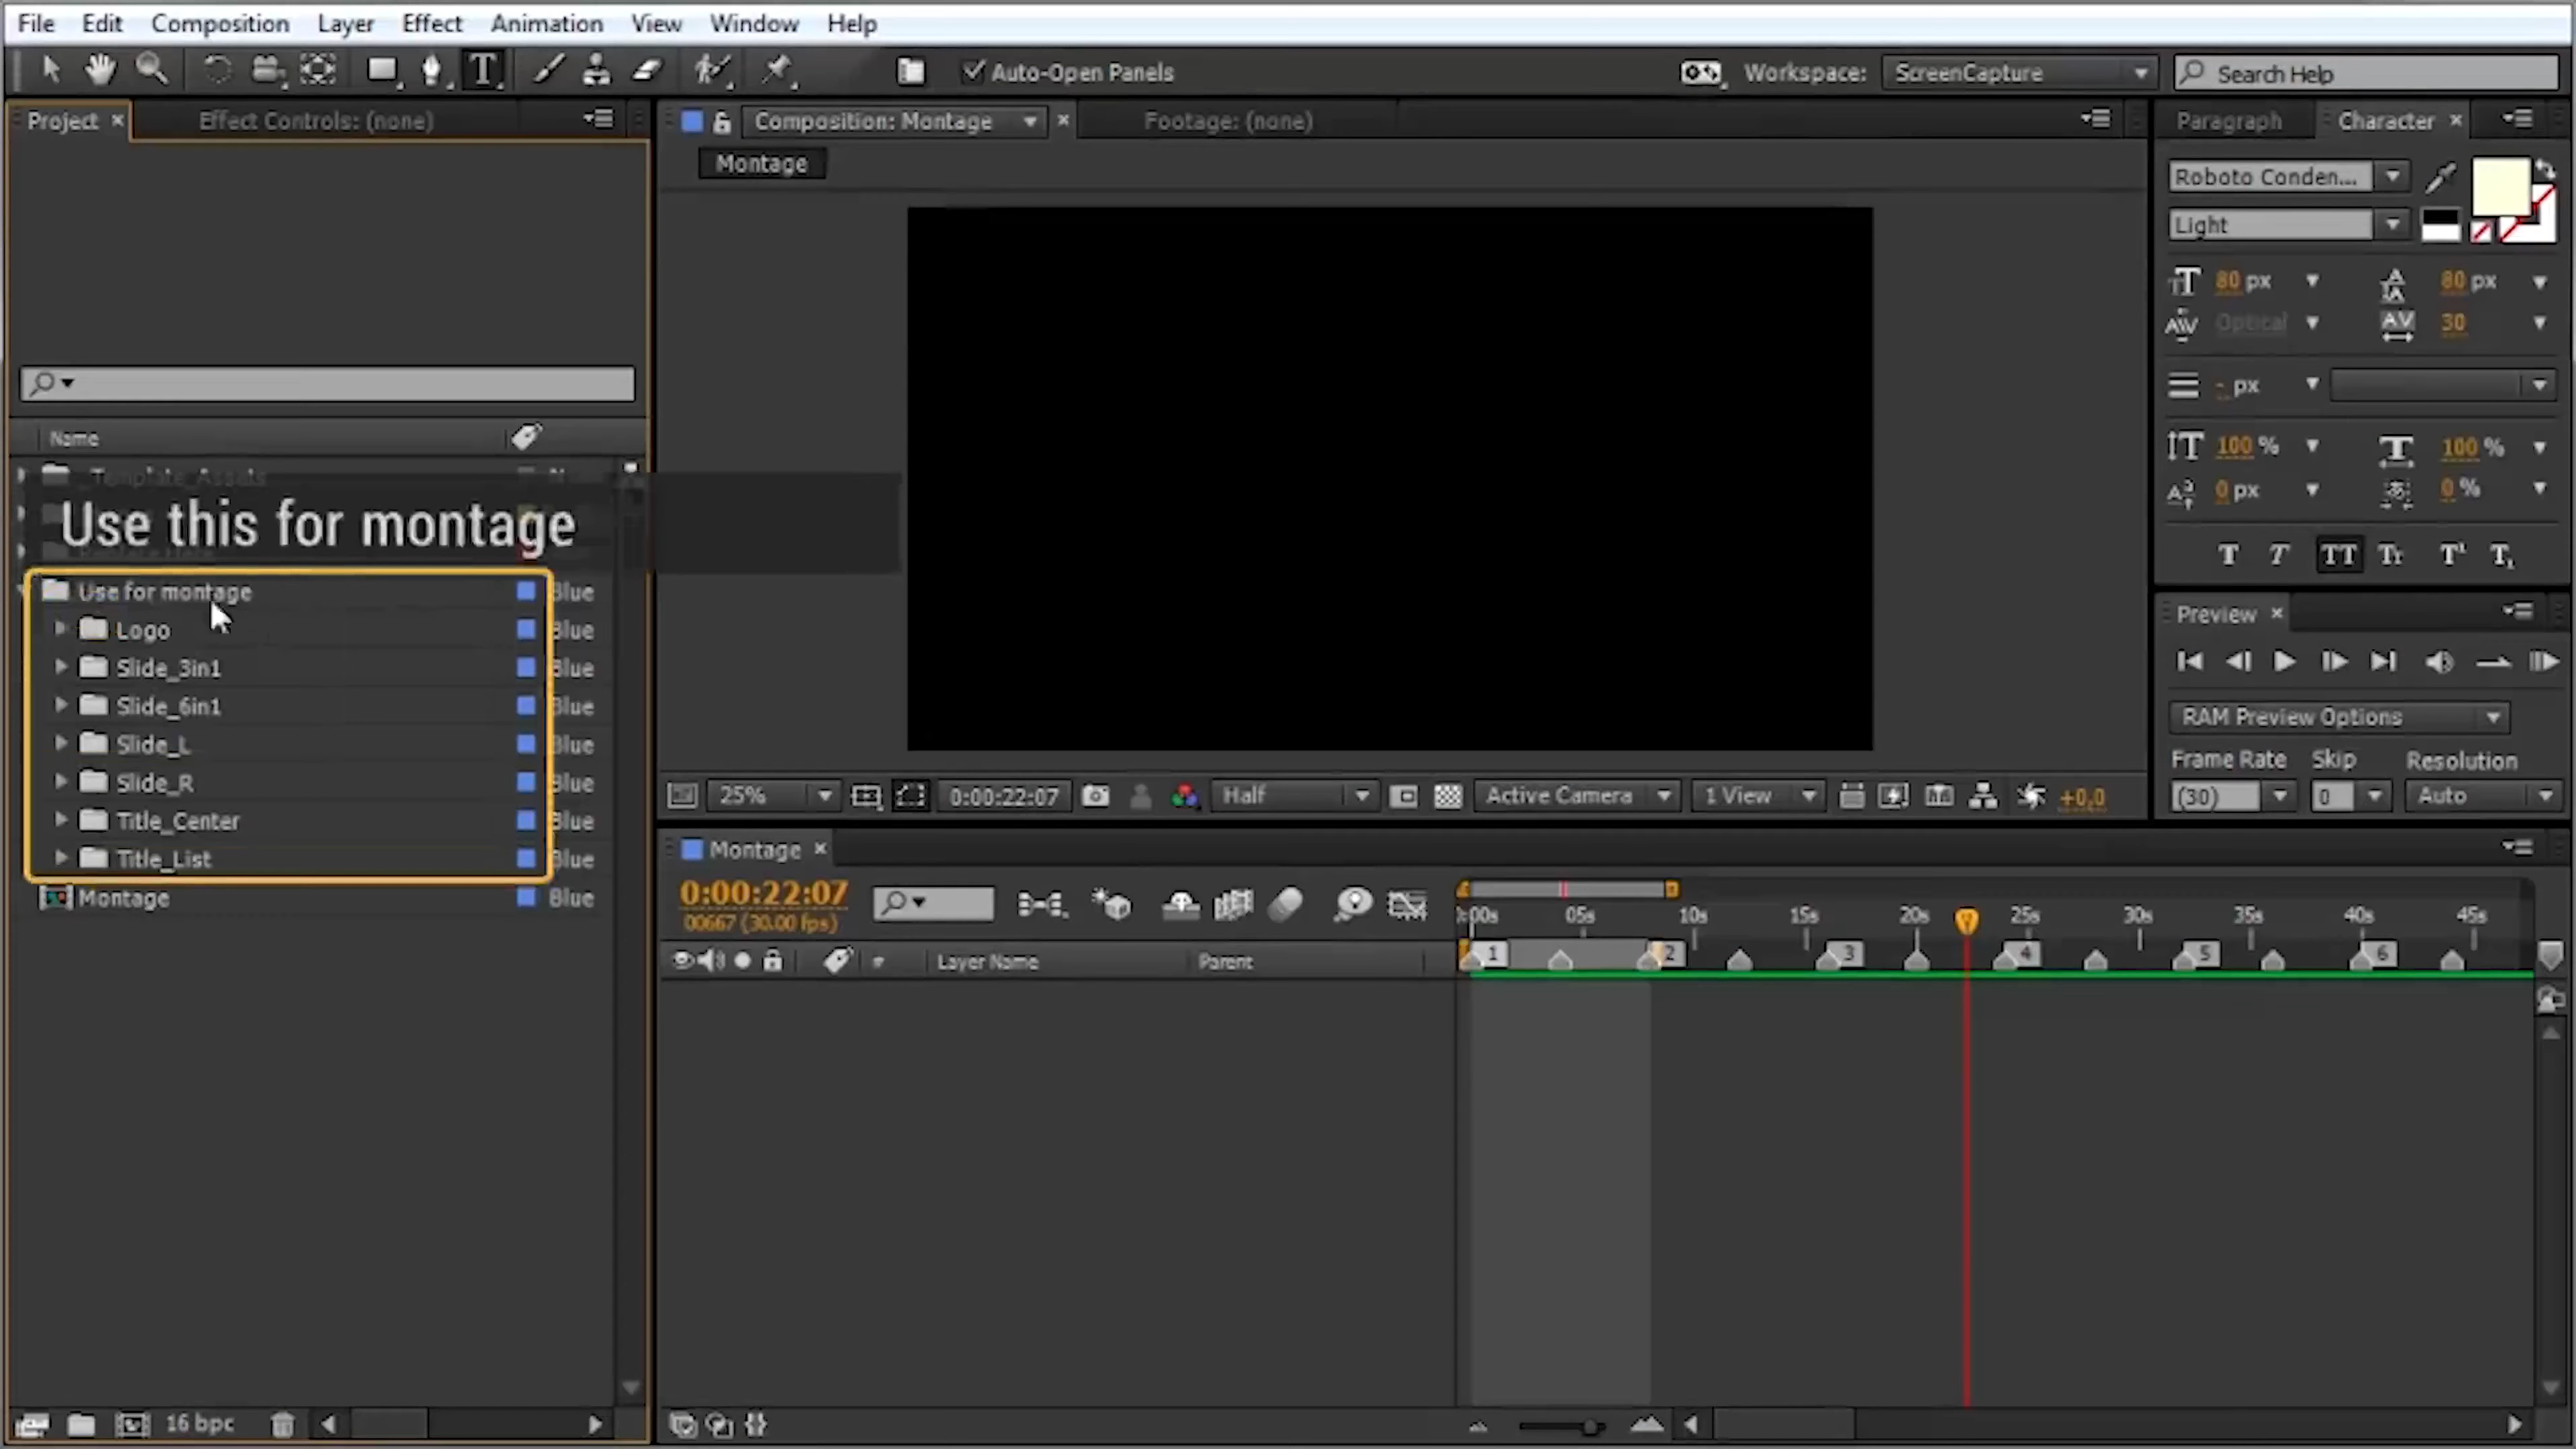 File Edit Composition Layer Effect Animation View Window Help
Auto-Open Panels Workspace: ScreenCapture Search Help
Project Effect Controls: (none)
Composition: Montage Footage: (none)
Montage
Paragraph Character
Roboto Conden...
Light
80 px 80 px
Optical 30
- px
100 % 100 %
0 px 0 %
T T TT Tr T¹ T,
Name
_Template_Assets
Use this for montage
Use for montage Blue
Logo Blue
Slide_3in1 Blue
Slide_6in1 Blue
Slide_L Blue
Slide_R Blue
Title_Center Blue
Title_List Blue
Montage Blue
16 bpc
25% 0:00:22:07 Half Active Camera 1 View +0,0
Preview
RAM Preview Options
Frame Rate Skip Resolution
(30) 0 Auto
Montage
0:00:22:07
00667 (30.00 fps)
0:00s 05s 10s 15s 20s 25s 30s 35s 40s 45s
1 2 3 4 5 6
# Layer Name Parent